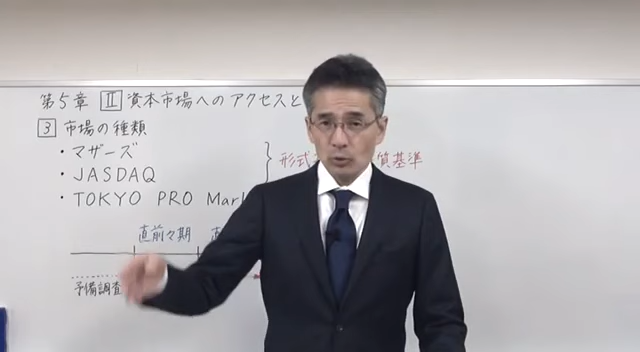 第5章 II 資本市場へのアクセスと
3 市場の種類
・マザーズ
・JASDAQ
・TOKYO PRO Mark
形式 質基準
直前々期 直
予備調査